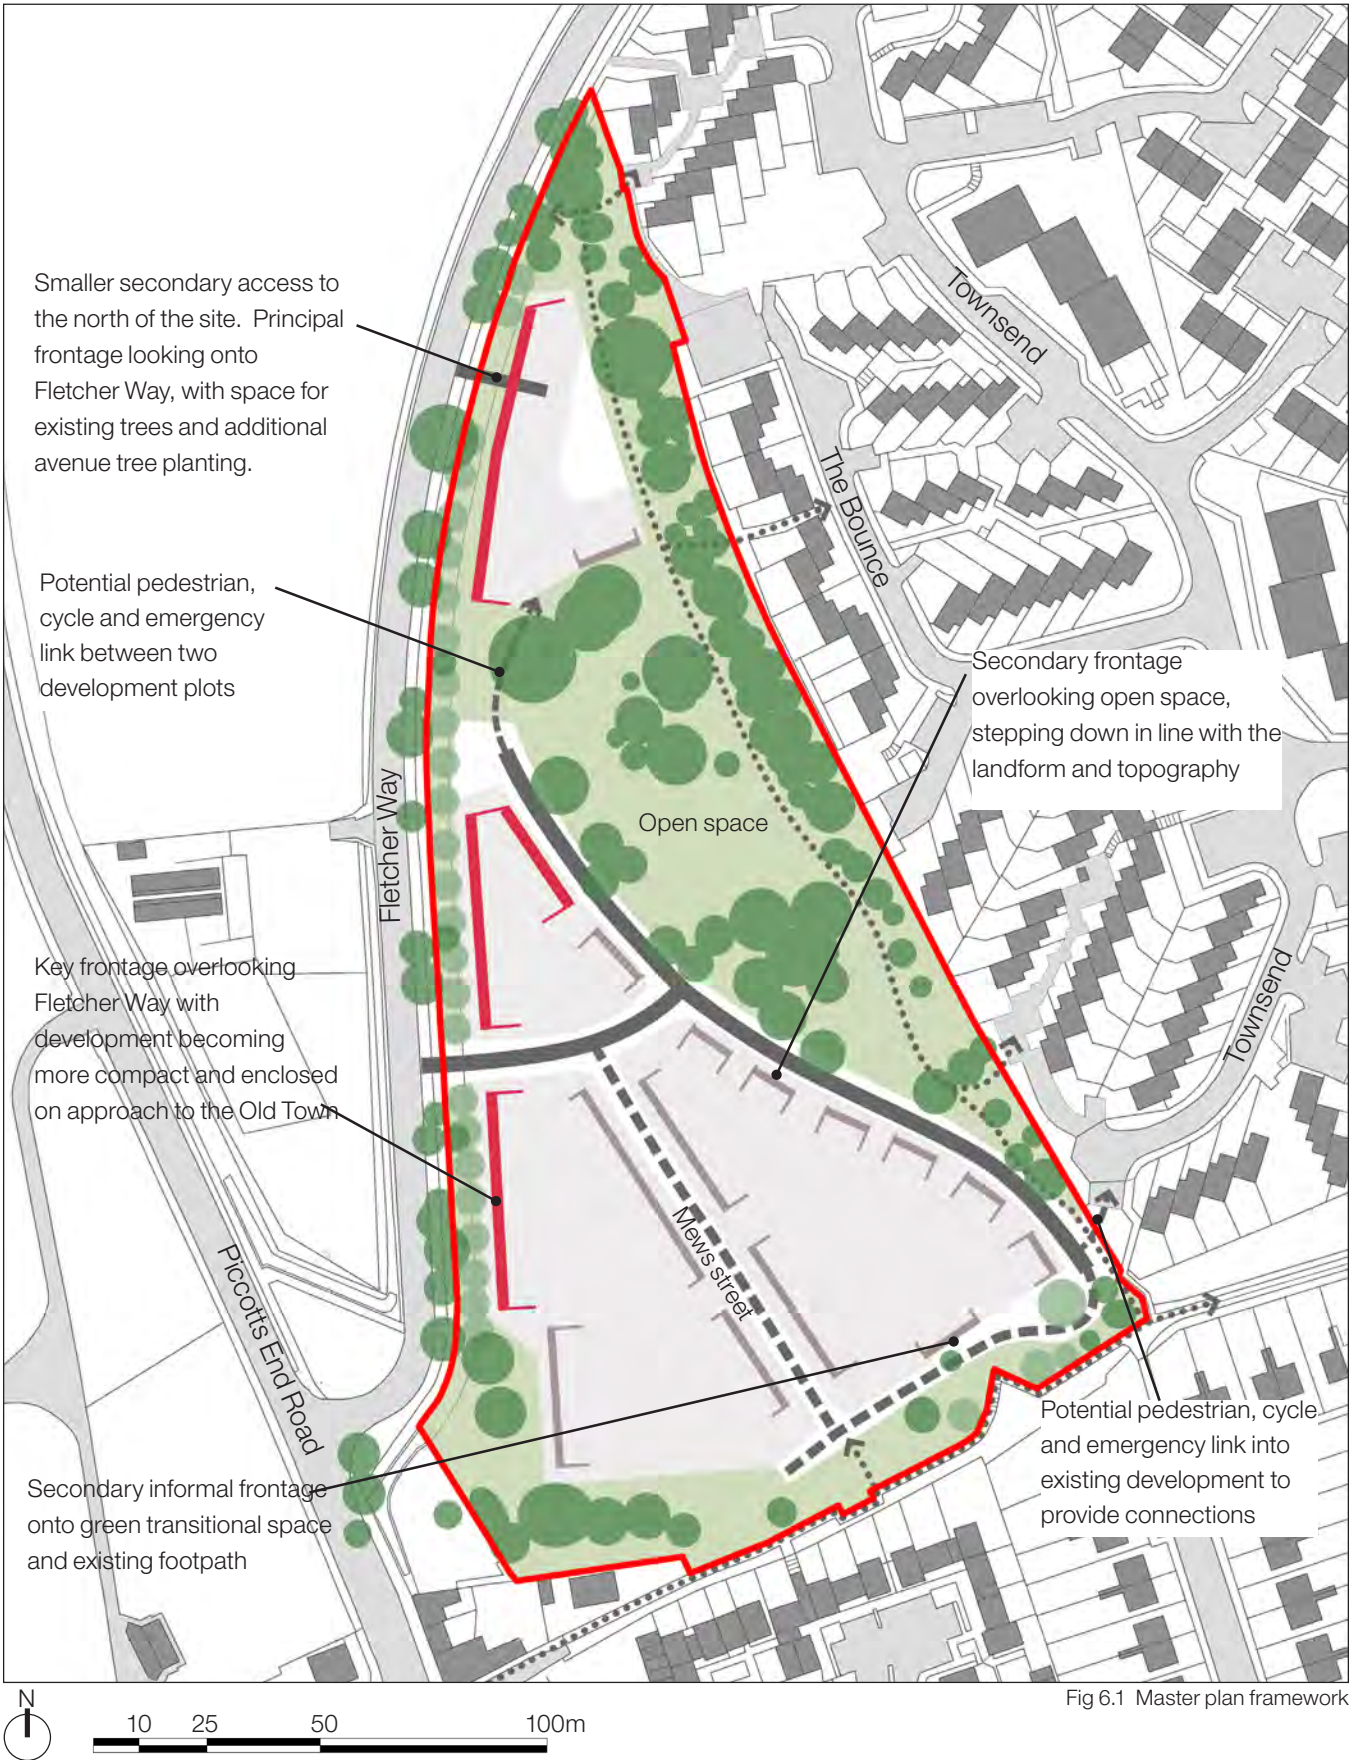 Townsend
Smaller secondary access to
the north of the site. Principal
frontage looking onto
Fletcher Way, with space for
existing trees and additional
avenue tree planting.
The Bounce
Potential pedestrian,
cycle and emergency
link between two
development plots
Secondary frontage
overlooking open space,
stepping down in line with the
landform and topography
Open space
Fletcher Way
Key frontage overlooking
Fletcher Way with
development becoming
more compact and enclosed
on approach to the Old Town
Townsend
Mews street
Piccotts End Road
Potential pedestrian, cycle
and emergency link into
existing development to
provide connections
Secondary informal frontage
onto green transitional space
and existing footpath
Fig 6.1 Master plan framework
N
10 25 50 100m